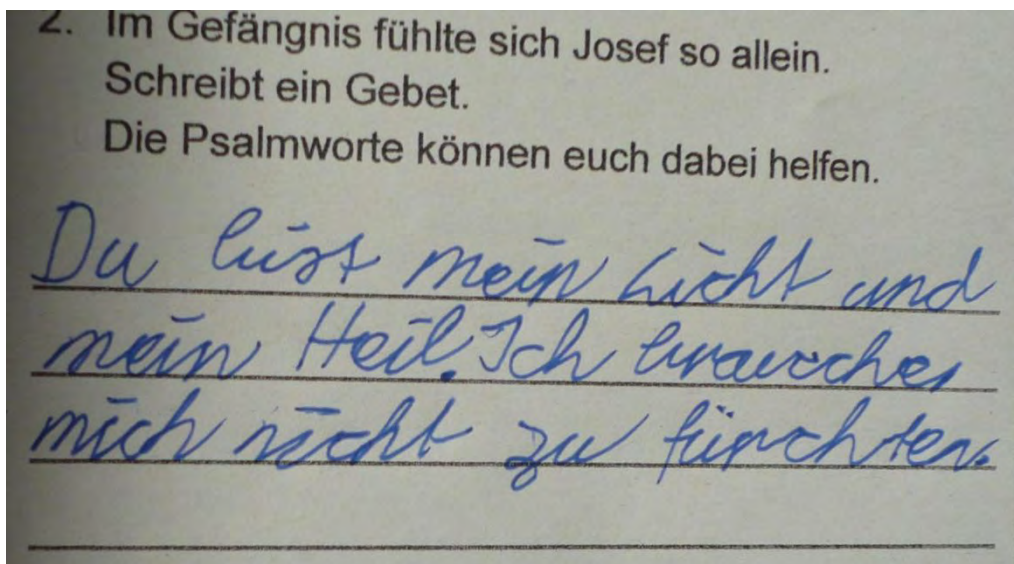 2. Im Gefängnis fühlte sich Josef so allein.
Schreibt ein Gebet.
Die Psalmworte können euch dabei helfen.
Du bist mein Licht und
mein Heil. Ich brauche
mich nicht zu fürchten.